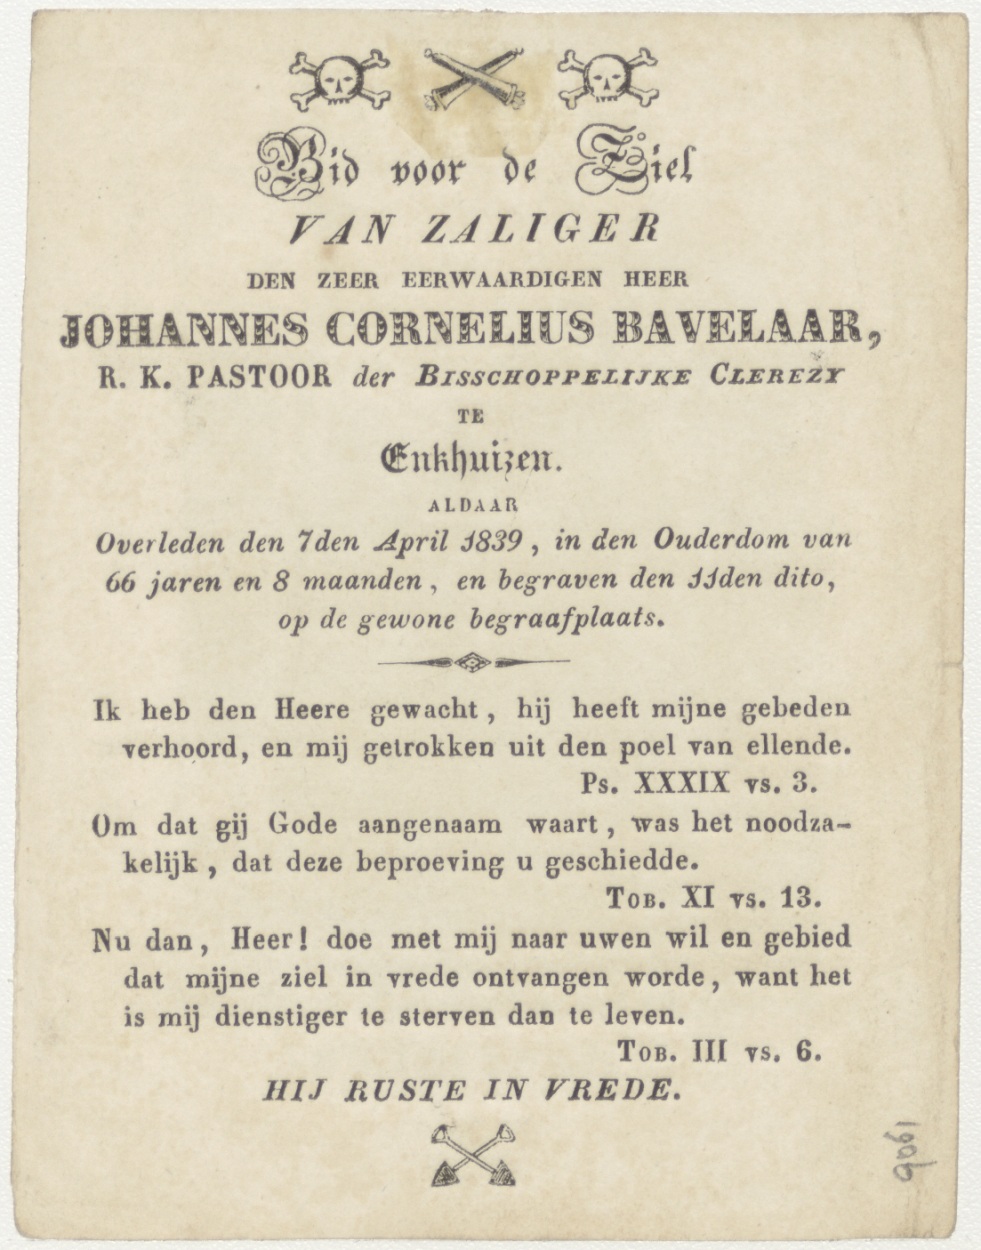 Bid voor de Ziel
VAN ZALIGER
DEN ZEER EERWAARDIGEN HEER
JOHANNES CORNELIUS BAVELAAR,
R. K. PASTOOR der BISSCHOPPELIJKE CLEREZY
TE
Enkhuizen.
ALDAAR
Overleden den 7den April 1839, in den Ouderdom van
66 jaren en 8 maanden, en begraven den 11den dito,
op de gewone begraafplaats.
Ik heb den Heere gewacht, hij heeft mijne gebeden
verhoord, en mij getrokken uit den poel van ellende.
Ps. XXXIX vs. 3.
Om dat gij Gode aangenaam waart, was het noodza-
kelijk, dat deze beproeving u geschiedde.
TOB. XI vs. 13.
Nu dan, Heer! doe met mij naar uwen wil en gebied
dat mijne ziel in vrede ontvangen worde, want het
is mij dienstiger te sterven dan te leven.
TOB. III vs. 6.
HIJ RUSTE IN VREDE.